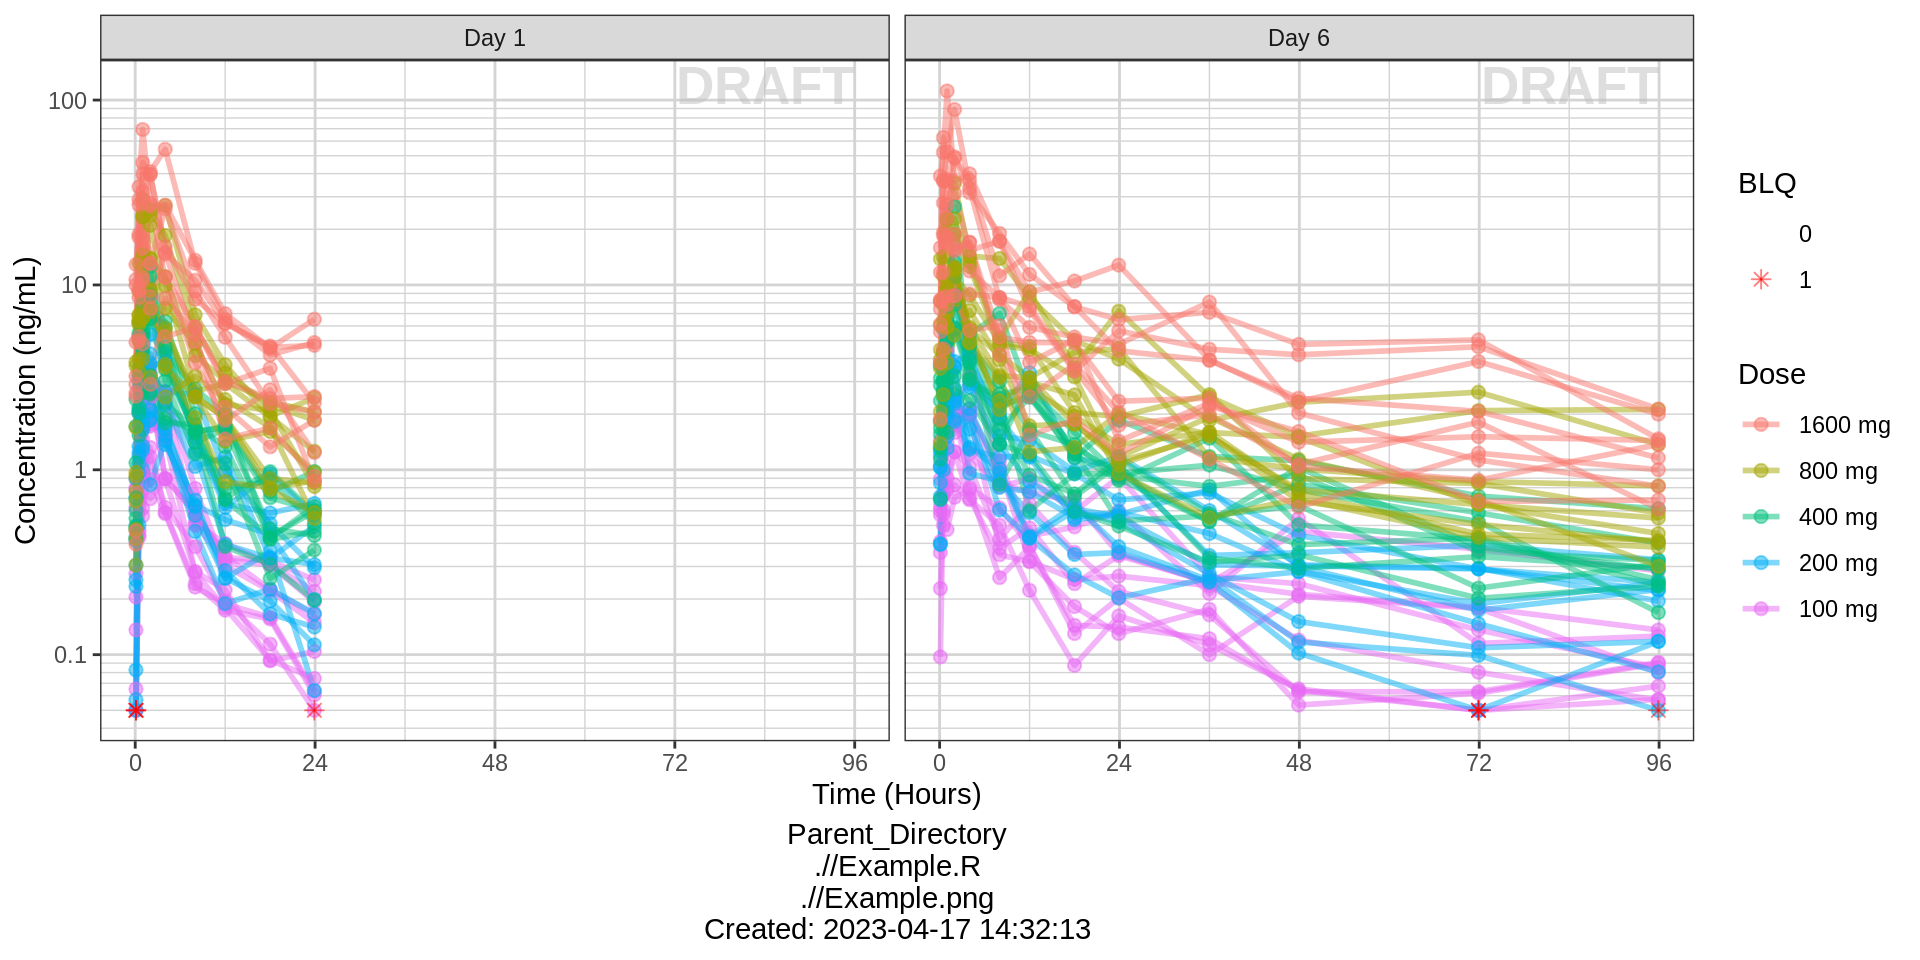 Day 1
Day 6
DRAFT
DRAFT
Concentration (ng/mL)
100
10
1
0.1
0 24 48 72 96
0 24 48 72 96
Time (Hours)
Parent_Directory
.//Example.R
.//Example.png
Created: 2023-04-17 14:32:13
BLQ
0
1
Dose
1600 mg
800 mg
400 mg
200 mg
100 mg